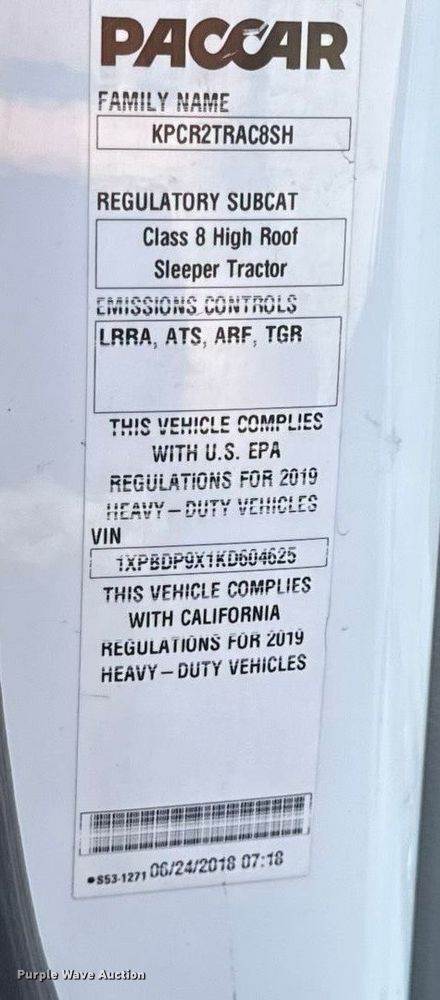 PACCAR
FAMILY NAME
KPCR2TRAC8SH
REGULATORY SUBCAT
Class 8 High Roof
Sleeper Tractor
EMISSIONS CONTROLS
LRRA, ATS, ARF, TGR
THIS VEHICLE COMPLIES
WITH U.S. EPA
REGULATIONS FOR 2019
HEAVY-DUTY VEHICLES
VIN
1XPBDP9X1KD604625
THIS VEHICLE COMPLIES
WITH CALIFORNIA
REGULATIONS FOR 2019
HEAVY-DUTY VEHICLES
•S53-1271 06/24/2018 07:18
Purple Wave Auction